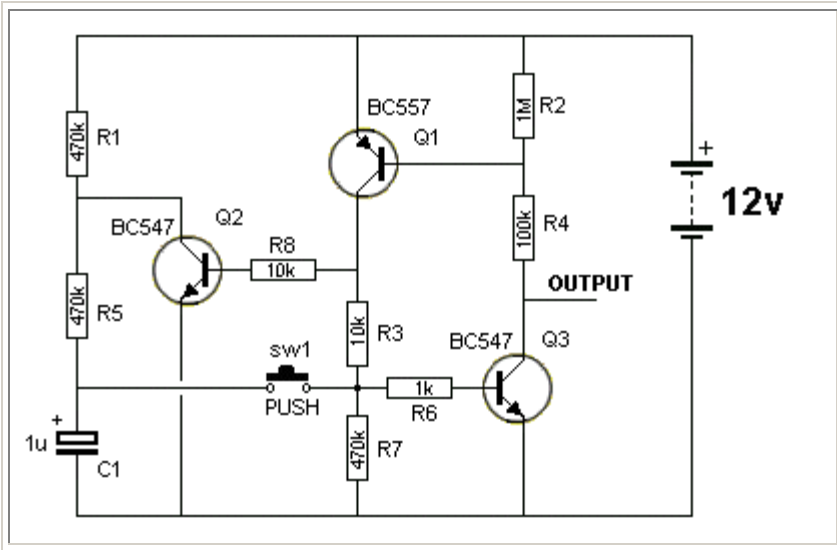 BC557
1M
R2
470k
R1
Q1
+
12v
BC547
Q2
100k
R4
R8
10k
OUTPUT
470k
R5
10k
R3
BC547
Q3
sw1
PUSH
1k
R6
+
1u
C1
470k
R7